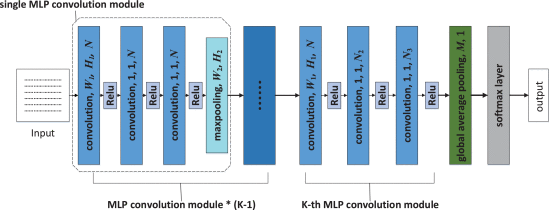 single MLP convolution module
Input
convolution, W₁, H₁, N
Relu
convolution, 1, 1, N
Relu
convolution, 1, 1, N
Relu
maxpooling, W₂, H₂
convolution, W₁, H₁, N
Relu
convolution, 1, 1, N₂
Relu
convolution, 1, 1, N₃
Relu
global average pooling, M, 1
softmax layer
output
MLP convolution module * (K-1)
K-th MLP convolution module